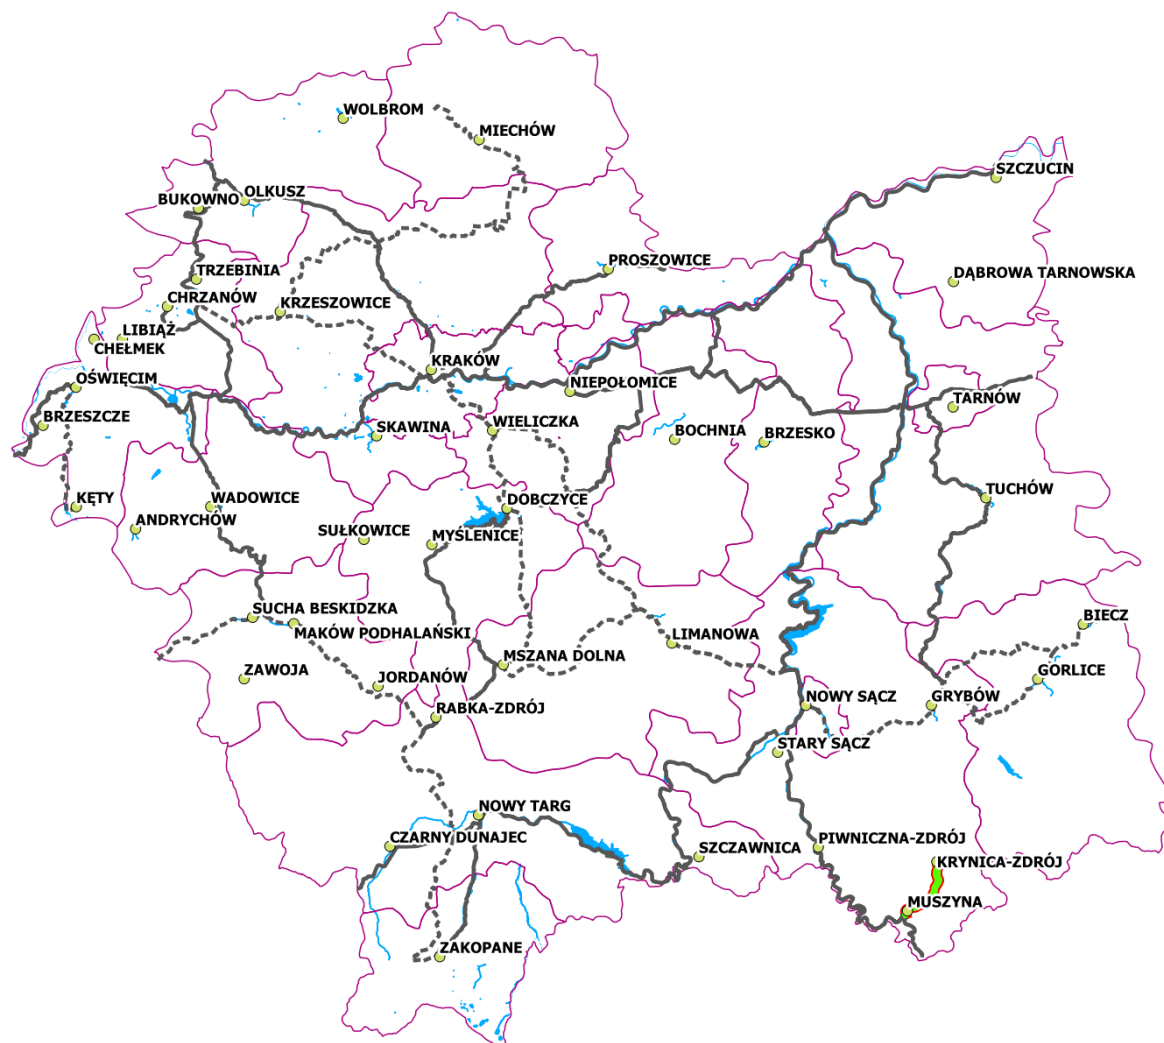 WOLBROM
MIECHÓW
SZCZUCIN
OLKUSZ
BUKOWNO
PROSZOWICE
TRZEBINIA
DĄBROWA TARNOWSKA
CHRZANÓW
KRZESZOWICE
LIBIĄŻ
CHEŁMEK
KRAKÓW
OŚWIĘCIM
NIEPOŁOMICE
TARNÓW
BRZESZCZE
SKAWINA
WIELICZKA
BOCHNIA
BRZESKO
KĘTY
WADOWICE
DOBCZYCE
TUCHÓW
ANDRYCHÓW
SUŁKOWICE
MYŚLENICE
SUCHA BESKIDZKA
BIECZ
MAKÓW PODHALAŃSKI
LIMANOWA
MSZANA DOLNA
ZAWOJA
JORDANÓW
GORLICE
RABKA-ZDRÓJ
NOWY SĄCZ
GRYBÓW
STARY SĄCZ
NOWY TARG
CZARNY DUNAJEC
SZCZAWNICA
PIWNICZNA-ZDRÓJ
KRYNICA-ZDRÓJ
MUSZYNA
ZAKOPANE